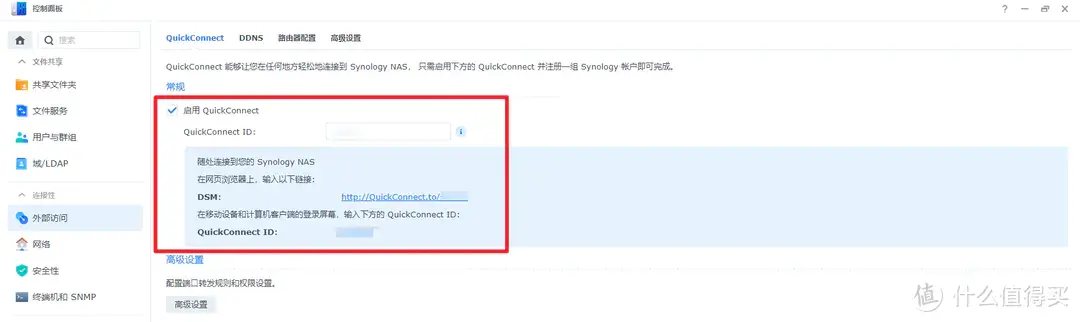 控制面板
搜索
QuickConnect DDNS 路由器配置 高级设置
文件共享
共享文件夹
文件服务
用户与群组
域/LDAP
连接性
外部访问
网络
安全性
终端机和 SNMP
QuickConnect 能够让您在任何地方轻松地连接到 Synology NAS， 只需启用下方的 QuickConnect 并注册一组 Synology 帐户即可完成。
常规
启用 QuickConnect
QuickConnect ID：
随处连接到您的 Synology NAS
在网页浏览器上，输入以下链接：
DSM: http://QuickConnect.to/
在移动设备和计算机客户端的登录屏幕，输入下方的 QuickConnect ID：
QuickConnect ID:
高级设置
配置端口转发规则和权限设置。
高级设置
值 什么值得买